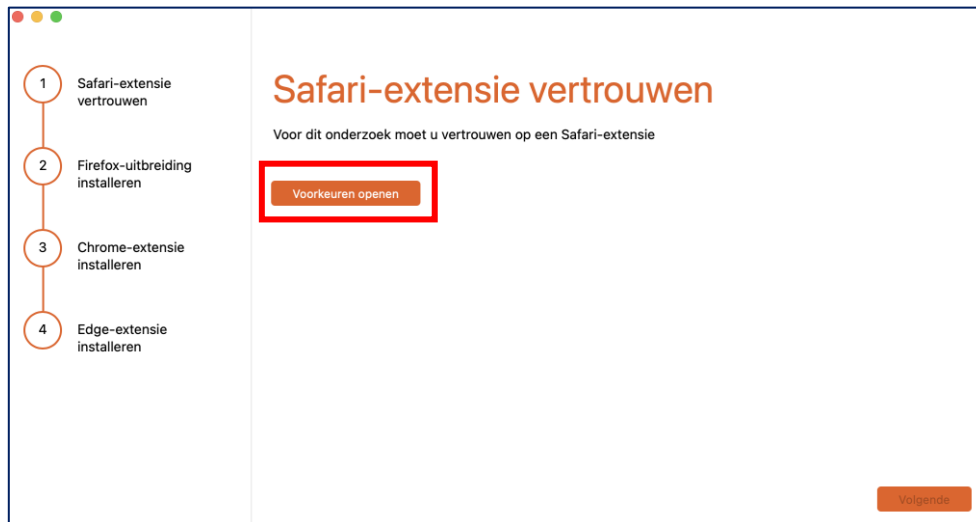 1
Safari-extensie
vertrouwen
2
Firefox-uitbreiding
installeren
3
Chrome-extensie
installeren
4
Edge-extensie
installeren
Safari-extensie vertrouwen
Voor dit onderzoek moet u vertrouwen op een Safari-extensie
Voorkeuren openen
Volgende